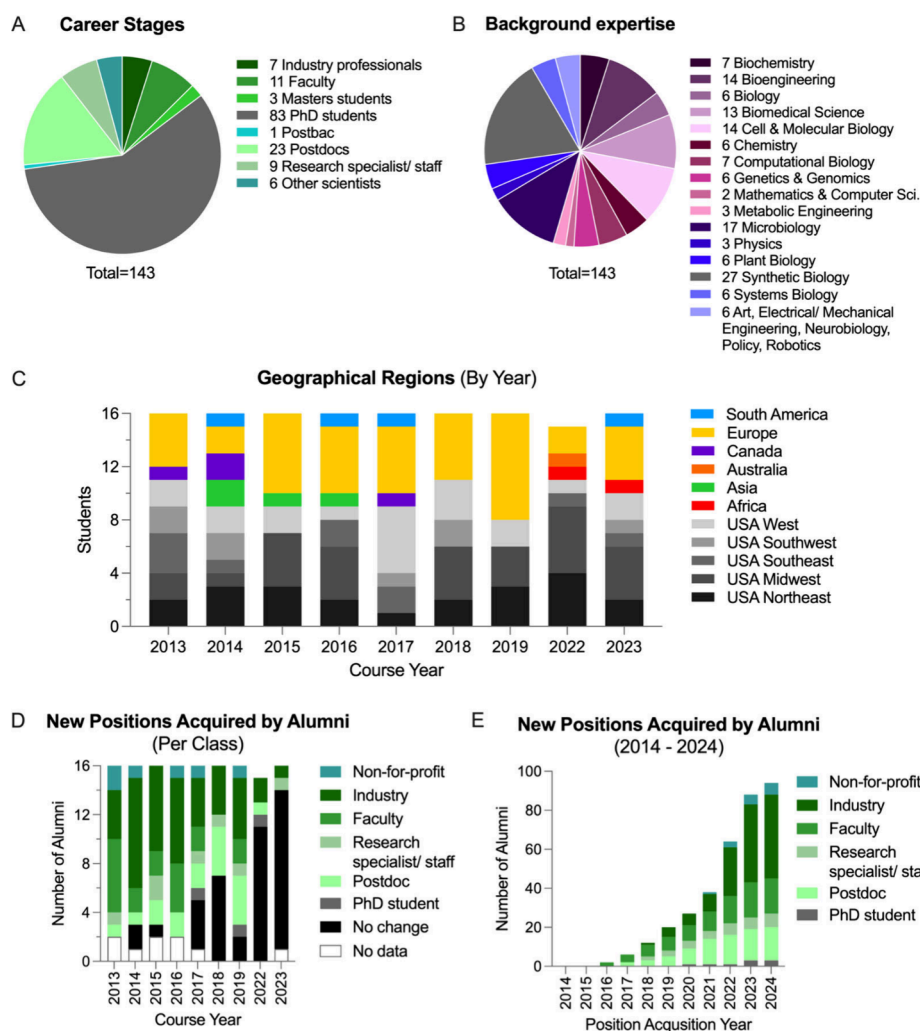 A Career Stages
7 Industry professionals
11 Faculty
3 Masters students
83 PhD students
1 Postbac
23 Postdocs
9 Research specialist/ staff
6 Other scientists
Total=143
B Background expertise
7 Biochemistry
14 Bioengineering
6 Biology
13 Biomedical Science
14 Cell & Molecular Biology
6 Chemistry
7 Computational Biology
6 Genetics & Genomics
2 Mathematics & Computer Sci.
3 Metabolic Engineering
17 Microbiology
3 Physics
6 Plant Biology
27 Synthetic Biology
6 Systems Biology
6 Art, Electrical/ Mechanical
Engineering, Neurobiology,
Policy, Robotics
Total=143
C Geographical Regions (By Year)
Students
16
12
8
4
0
2013 2014 2015 2016 2017 2018 2019 2022 2023
Course Year
South America
Europe
Canada
Australia
Asia
Africa
USA West
USA Southwest
USA Southeast
USA Midwest
USA Northeast
D New Positions Acquired by Alumni
(Per Class)
Number of Alumni
16
12
8
4
0
2013 2014 2015 2016 2017 2018 2019 2022 2023
Course Year
Non-for-profit
Industry
Faculty
Research
specialist/ staff
Postdoc
PhD student
No change
No data
E New Positions Acquired by Alumni
(2014 - 2024)
Number of Alumni
100
80
60
40
20
0
2014 2015 2016 2017 2018 2019 2020 2021 2022 2023 2024
Position Acqusition Year
Non-for-profit
Industry
Faculty
Research
specialist/ sta
Postdoc
PhD student